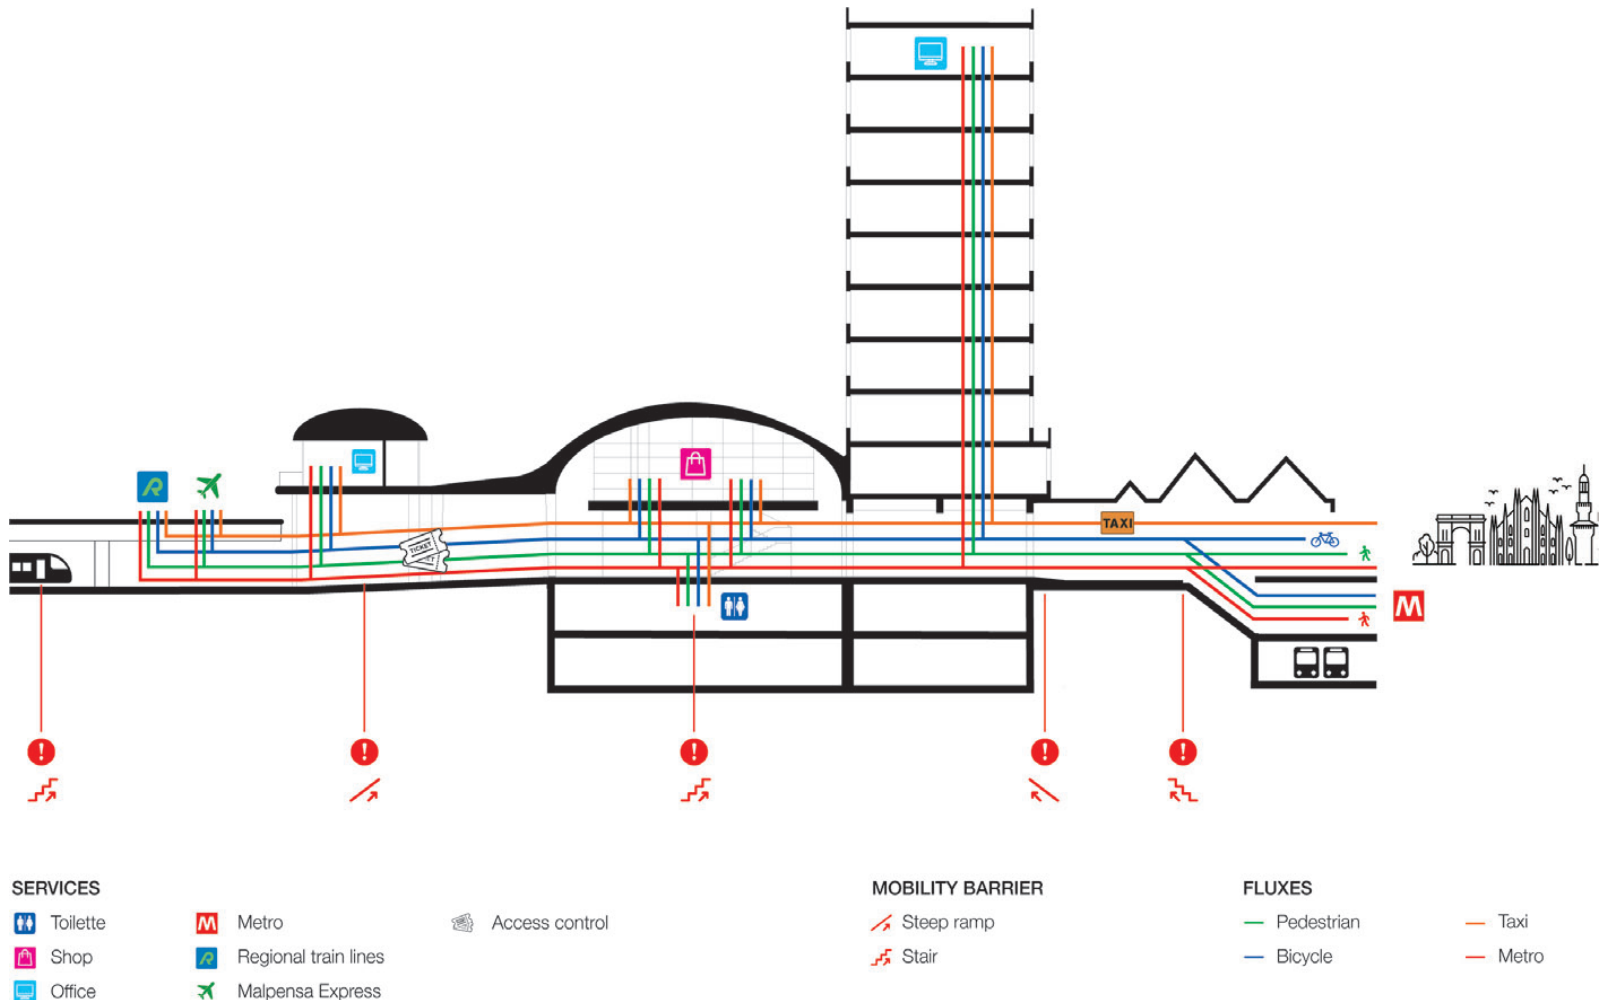 TAXI
TICKET
M
R
SERVICES
Toilette
Shop
Office
M Metro
R Regional train lines
Malpensa Express
Access control
MOBILITY BARRIER
Steep ramp
Stair
FLUXES
Pedestrian
Bicycle
Taxi
Metro